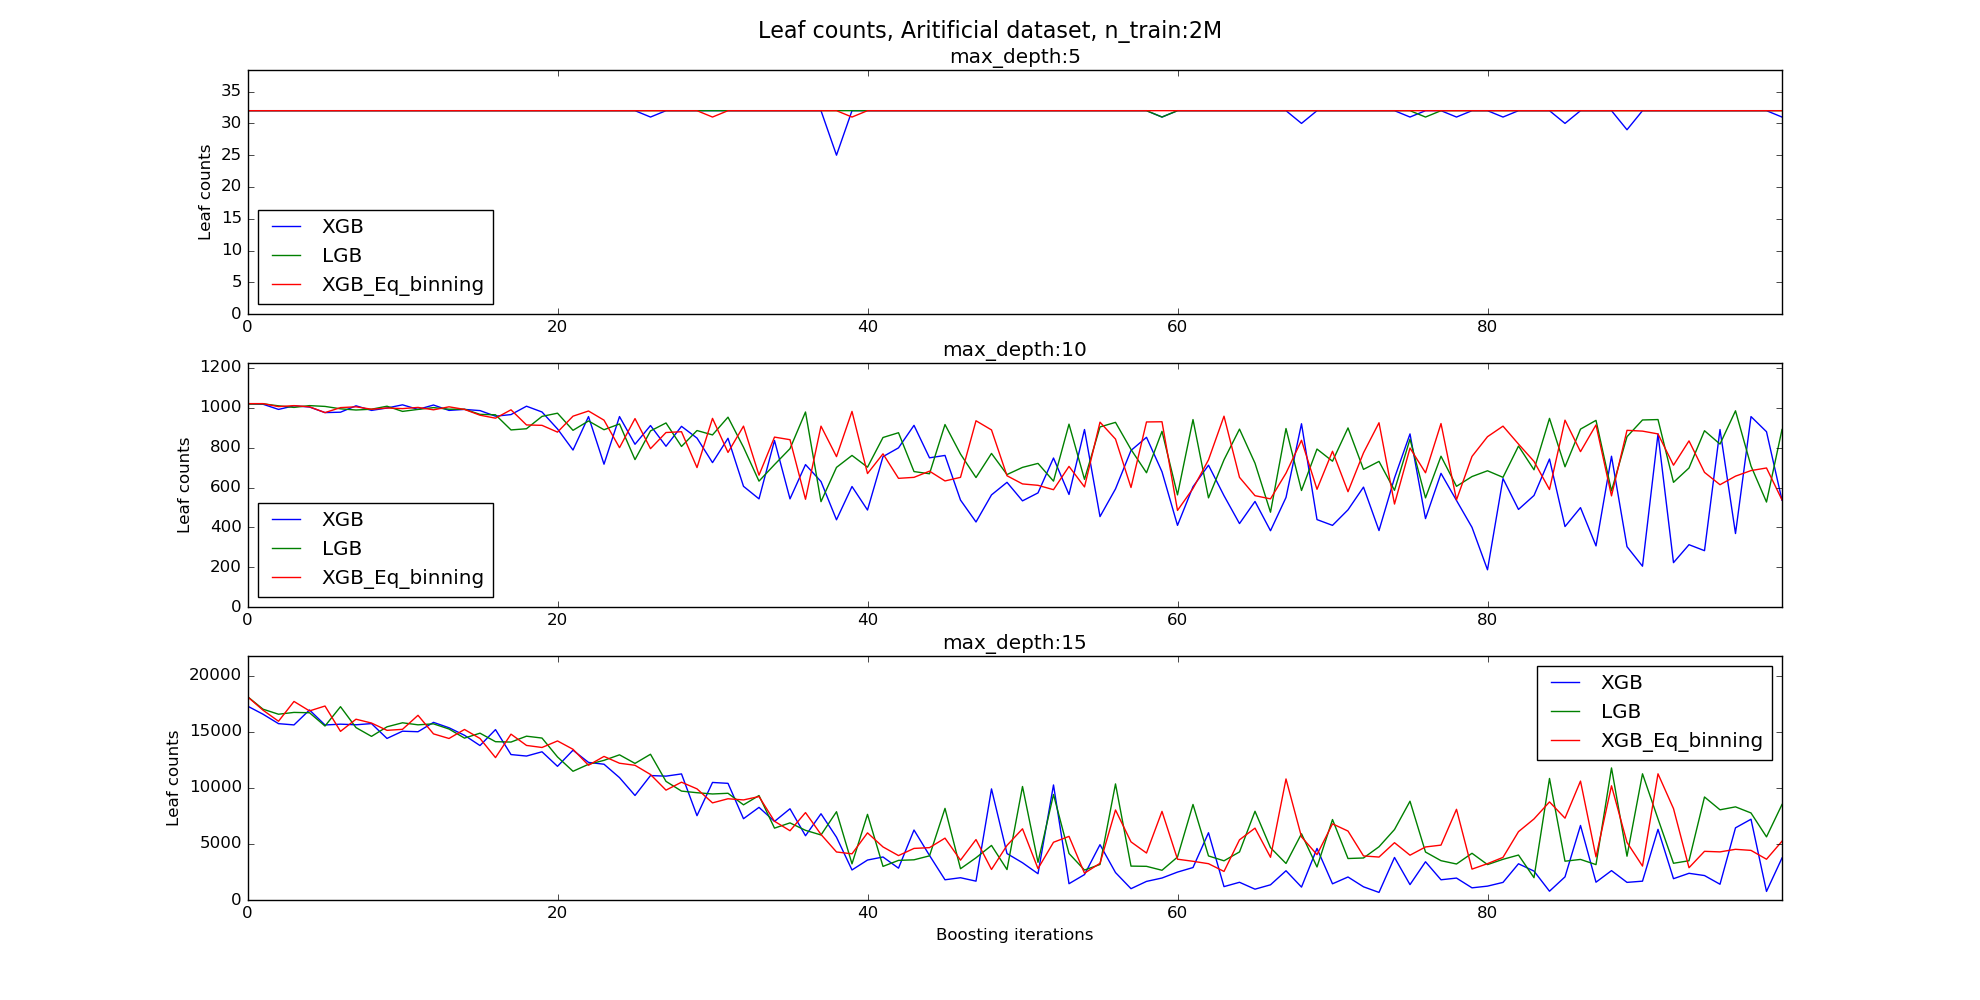 Leaf counts, Aritificial dataset, n_train:2M
max_depth:5
35
30
25
20
15
10
5
0
Leaf counts
XGB
LGB
XGB_Eq_binning
0 20 40 60 80
max_depth:10
1200
1000
800
600
400
200
0
Leaf counts
XGB
LGB
XGB_Eq_binning
0 20 40 60 80
max_depth:15
20000
15000
10000
5000
0
Leaf counts
XGB
LGB
XGB_Eq_binning
0 20 40 60 80
Boosting iterations